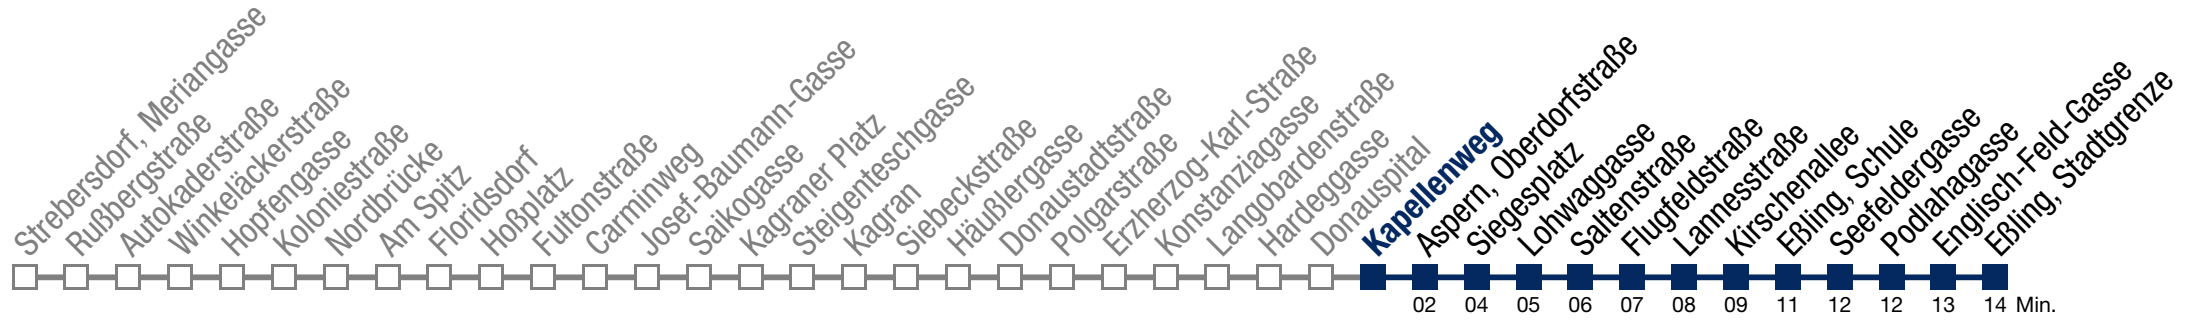 Strebersdorf, Meriangasse
Rußbergstraße
Autokaderstraße
Winkeläckerstraße
Hopfengasse
Koloniestraße
Nordbrücke
Am Spitz
Floridsdorf
Hoßplatz
Fultonstraße
Carminweg
Josef-Baumann-Gasse
Saikogasse
Kagraner Platz
Steigenteschgasse
Kagran
Siebeckstraße
Häußlergasse
Donaustadtstraße
Polgarstraße
Erzherzog-Karl-Straße
Konstanziagasse
Langobardenstraße
Hardeggasse
Donauspital
Kapellenweg
Aspern, Oberdorfstraße
Siegesplatz
Lohwaggasse
Saltenstraße
Flugfeldstraße
Lannesstraße
Kirschenallee
Eßling, Schule
Seefeldergasse
Podlahagasse
Englisch-Feld-Gasse
Eßling, Stadtgrenze
02 04 05 06 07 08 09 11 12 12 13 14 Min.